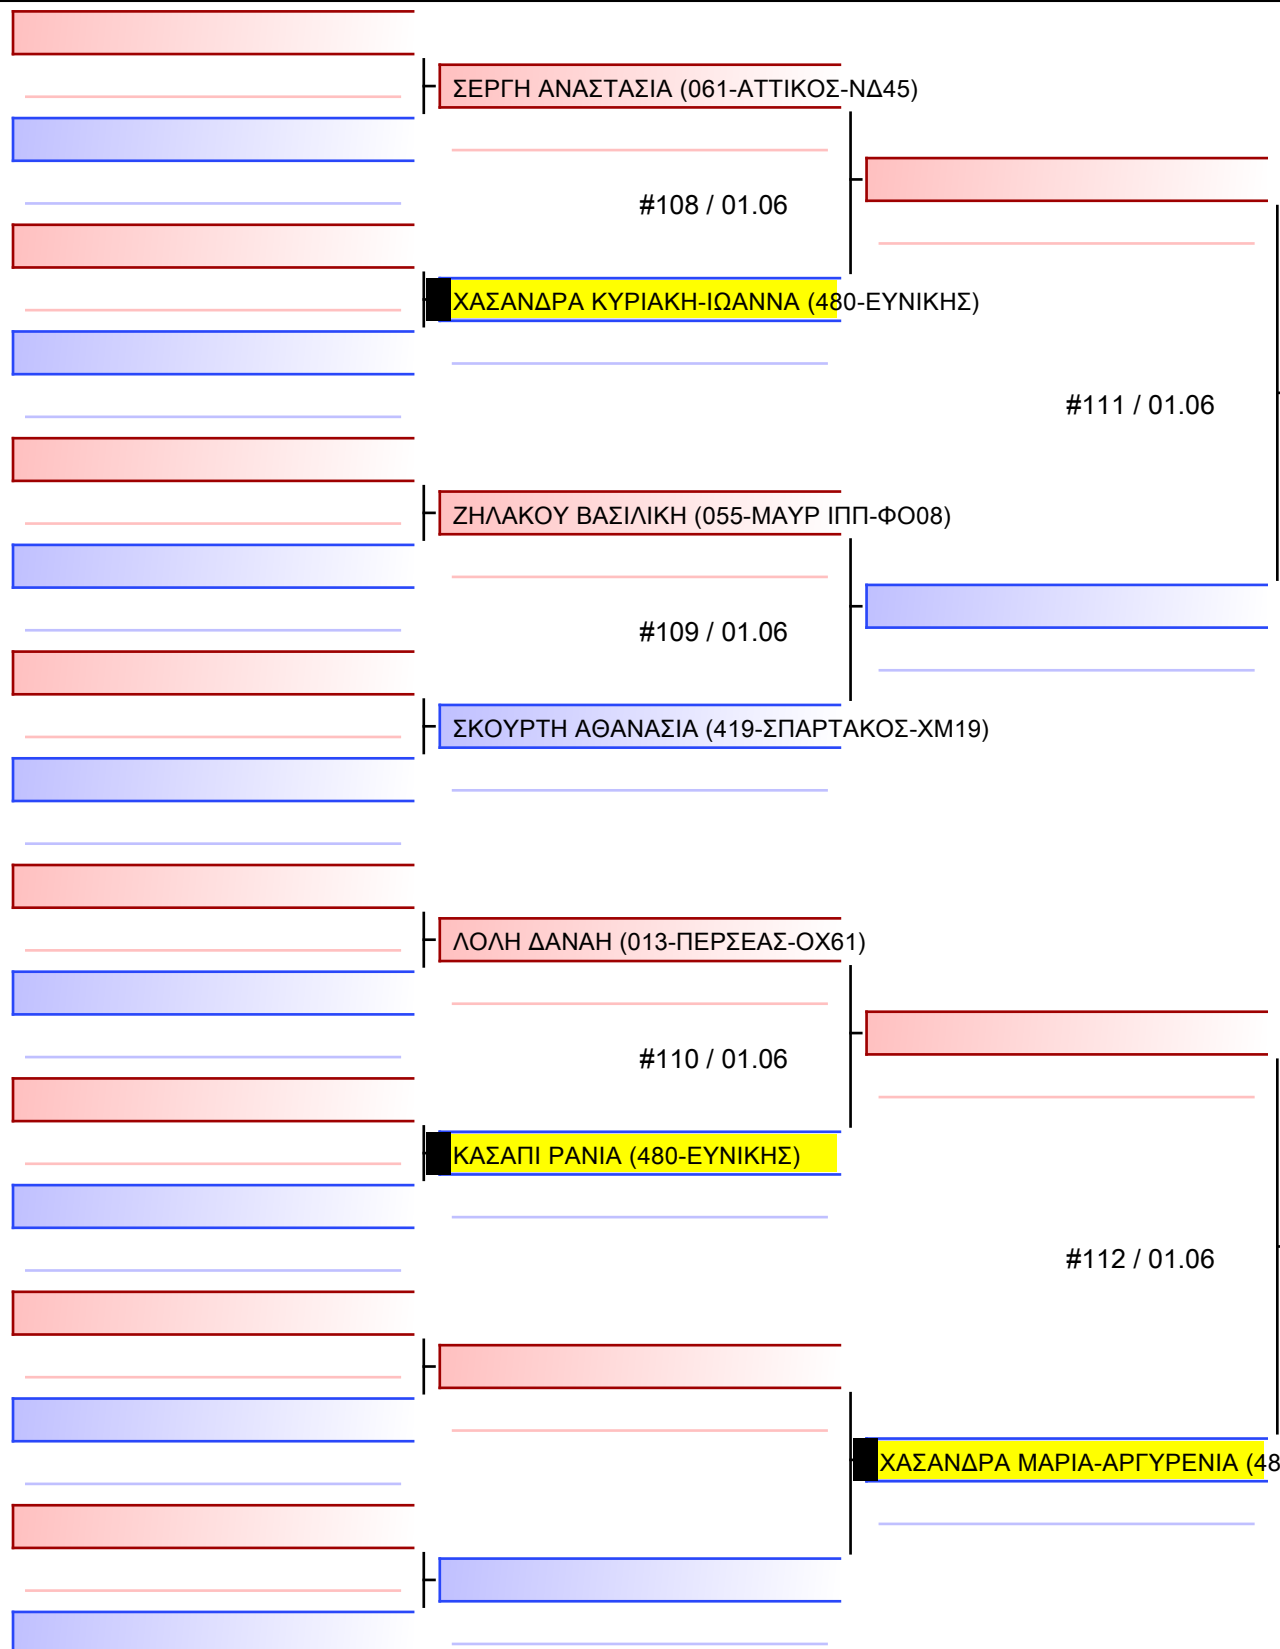 ΣΕΡΓΗ ΑΝΑΣΤΑΣΙΑ (061-ΑΤΤΙΚΟΣ-ΝΔ45)
#108 / 01.06
ΧΑΣΑΝΔΡΑ ΚΥΡΙΑΚΗ-ΙΩΑΝΝΑ (480-ΕΥΝΙΚΗΣ)
#111 / 01.06
ΖΗΛΑΚΟΥ ΒΑΣΙΛΙΚΗ (055-ΜΑΥΡ ΙΠΠ-ΦΟ08)
#109 / 01.06
ΣΚΟΥΡΤΗ ΑΘΑΝΑΣΙΑ (419-ΣΠΑΡΤΑΚΟΣ-ΧΜ19)
ΛΟΛΗ ΔΑΝΑΗ (013-ΠΕΡΣΕΑΣ-ΟΧ61)
#110 / 01.06
ΚΑΣΑΠΙ ΡΑΝΙΑ (480-ΕΥΝΙΚΗΣ)
#112 / 01.06
ΧΑΣΑΝΔΡΑ ΜΑΡΙΑ-ΑΡΓΥΡΕΝΙΑ (48